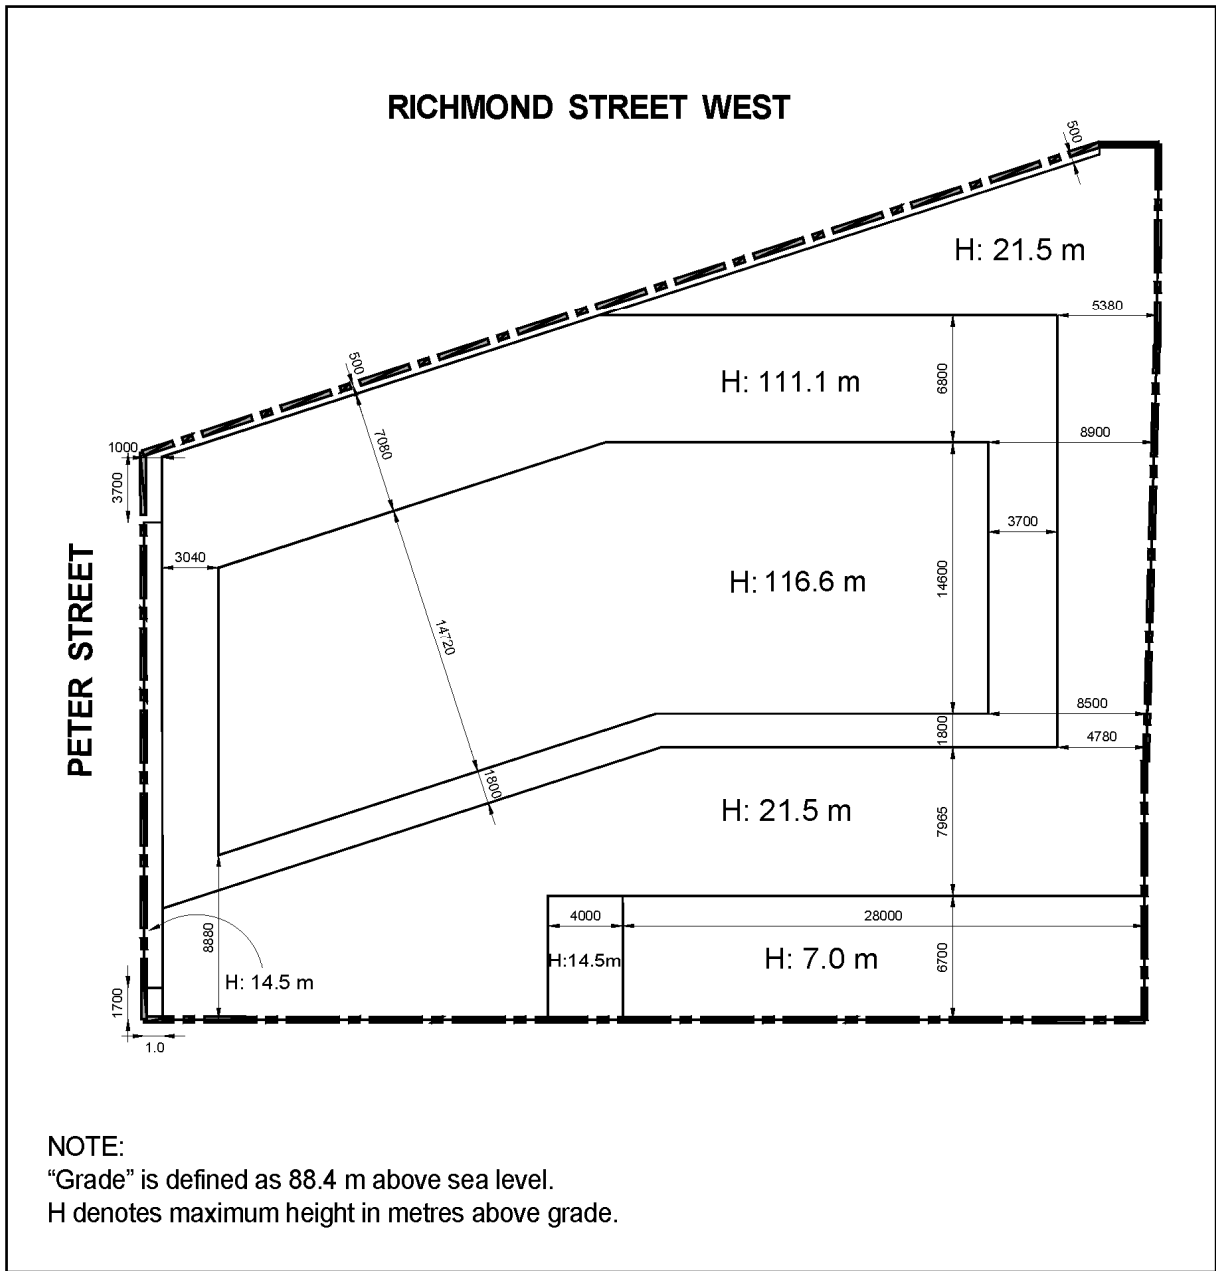 RICHMOND STREET WEST
500
H: 21.5 m
5380
500
H: 111.1 m
6800
7080
1000
8900
3700
3700
3040
PETER STREET
H: 116.6 m
14600
14720
8500
1800
4780
1800
H: 21.5 m
7965
4000
28000
8880
H:14.5m
H: 7.0 m
6700
H: 14.5 m
1700
1.0
NOTE:
“Grade” is defined as 88.4 m above sea level.
H denotes maximum height in metres above grade.